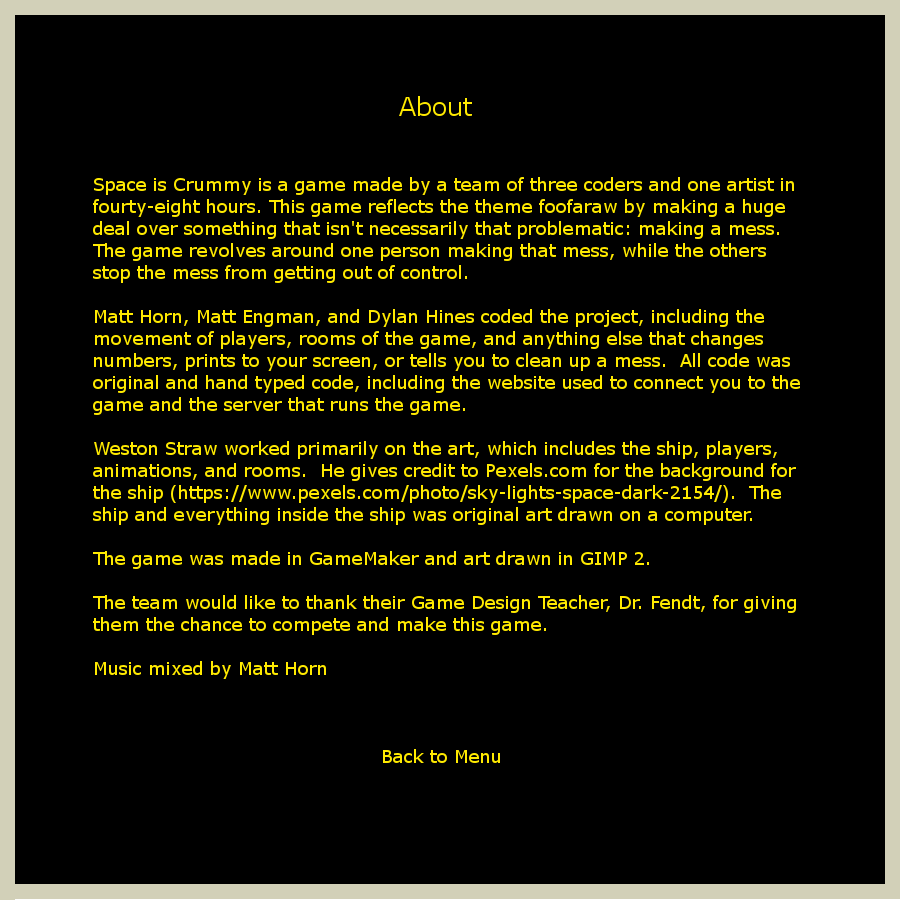 About
Space is Crummy is a game made by a team of three coders and one artist in
fourty-eight hours. This game reflects the theme foofaraw by making a huge
deal over something that isn't necessarily that problematic: making a mess.
The game revolves around one person making that mess, while the others
stop the mess from getting out of control.
Matt Horn, Matt Engman, and Dylan Hines coded the project, including the
movement of players, rooms of the game, and anything else that changes
numbers, prints to your screen, or tells you to clean up a mess.  All code was
original and hand typed code, including the website used to connect you to the
game and the server that runs the game.
Weston Straw worked primarily on the art, which includes the ship, players,
animations, and rooms.  He gives credit to Pexels.com for the background for
the ship (https://www.pexels.com/photo/sky-lights-space-dark-2154/).  The
ship and everything inside the ship was original art drawn on a computer.
The game was made in GameMaker and art drawn in GIMP 2.
The team would like to thank their Game Design Teacher, Dr. Fendt, for giving
them the chance to compete and make this game.
Music mixed by Matt Horn
Back to Menu